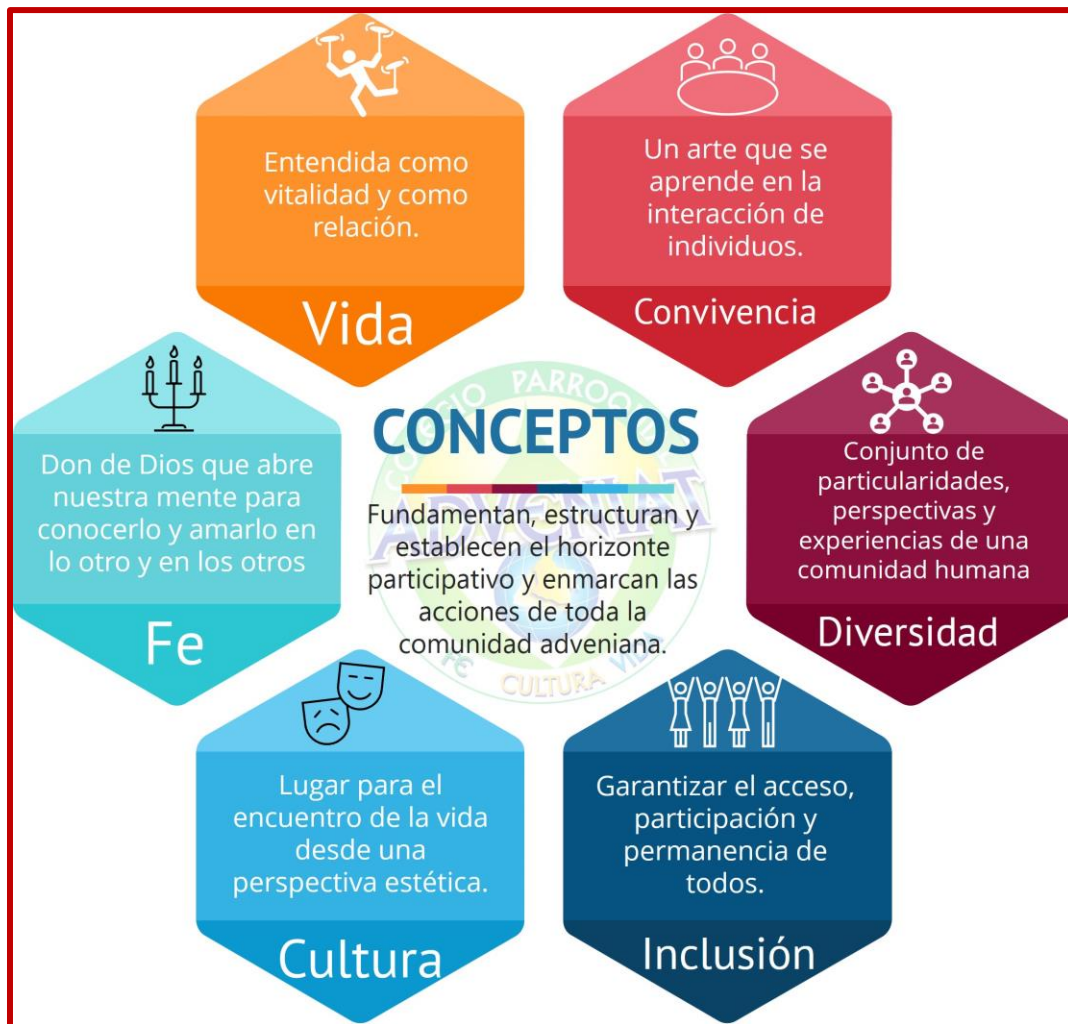 Entendida como
vitalidad y como
relación.
Vida
Un arte que se
aprende en la
interacción de
individuos.
Convivencia
Don de Dios que abre
nuestra mente para
conocerlo y amarlo en
lo otro y en los otros
Fe
CONCEPTOS
Fundamentan, estructuran y
establecen el horizonte
participativo y enmarcan las
acciones de toda la
comunidad adveniana.
ADVENIAT
FE CULTURA VIDA
Conjunto de
particularidades,
perspectivas y
experiencias de una
comunidad humana
Diversidad
Lugar para el
encuentro de la vida
desde una
perspectiva estética.
Cultura
Garantizar el acceso,
participación y
permanencia de
todos.
Inclusión